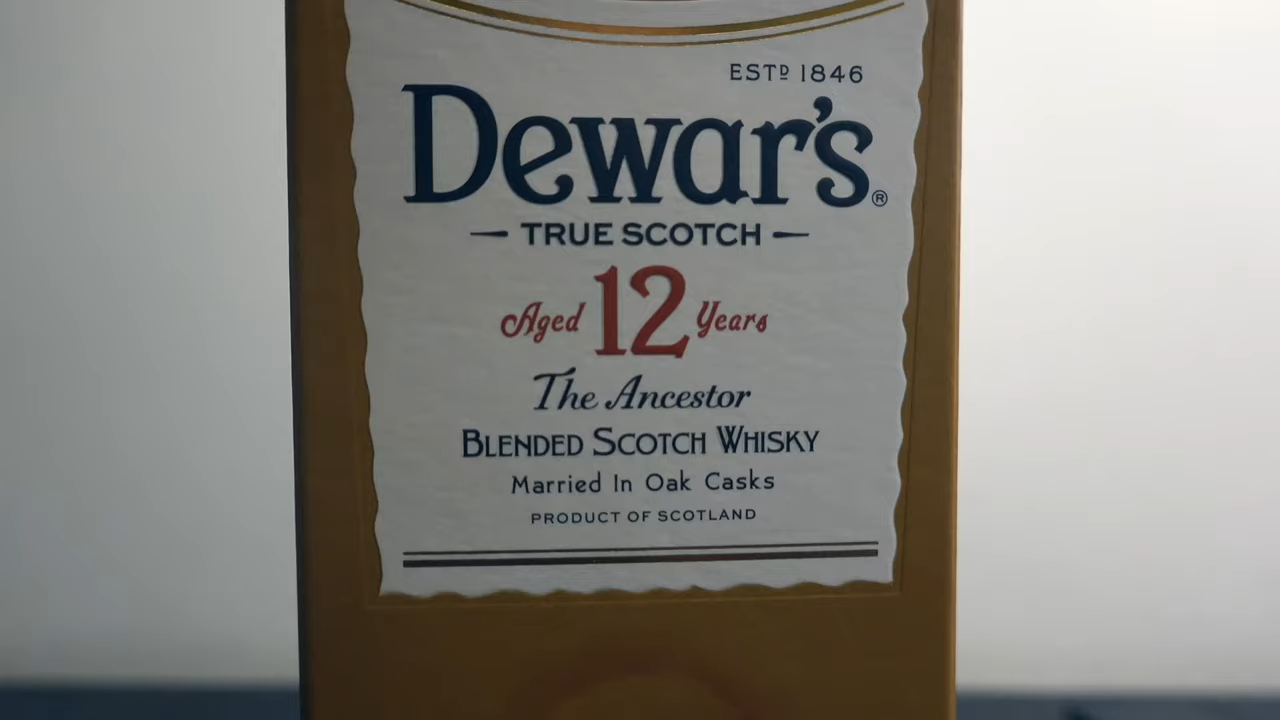 ESTD 1846
Dewar's®
TRUE SCOTCH
Aged 12 Years
The Ancestor
BLENDED SCOTCH WHISKY
Married In Oak Casks
PRODUCT OF SCOTLAND